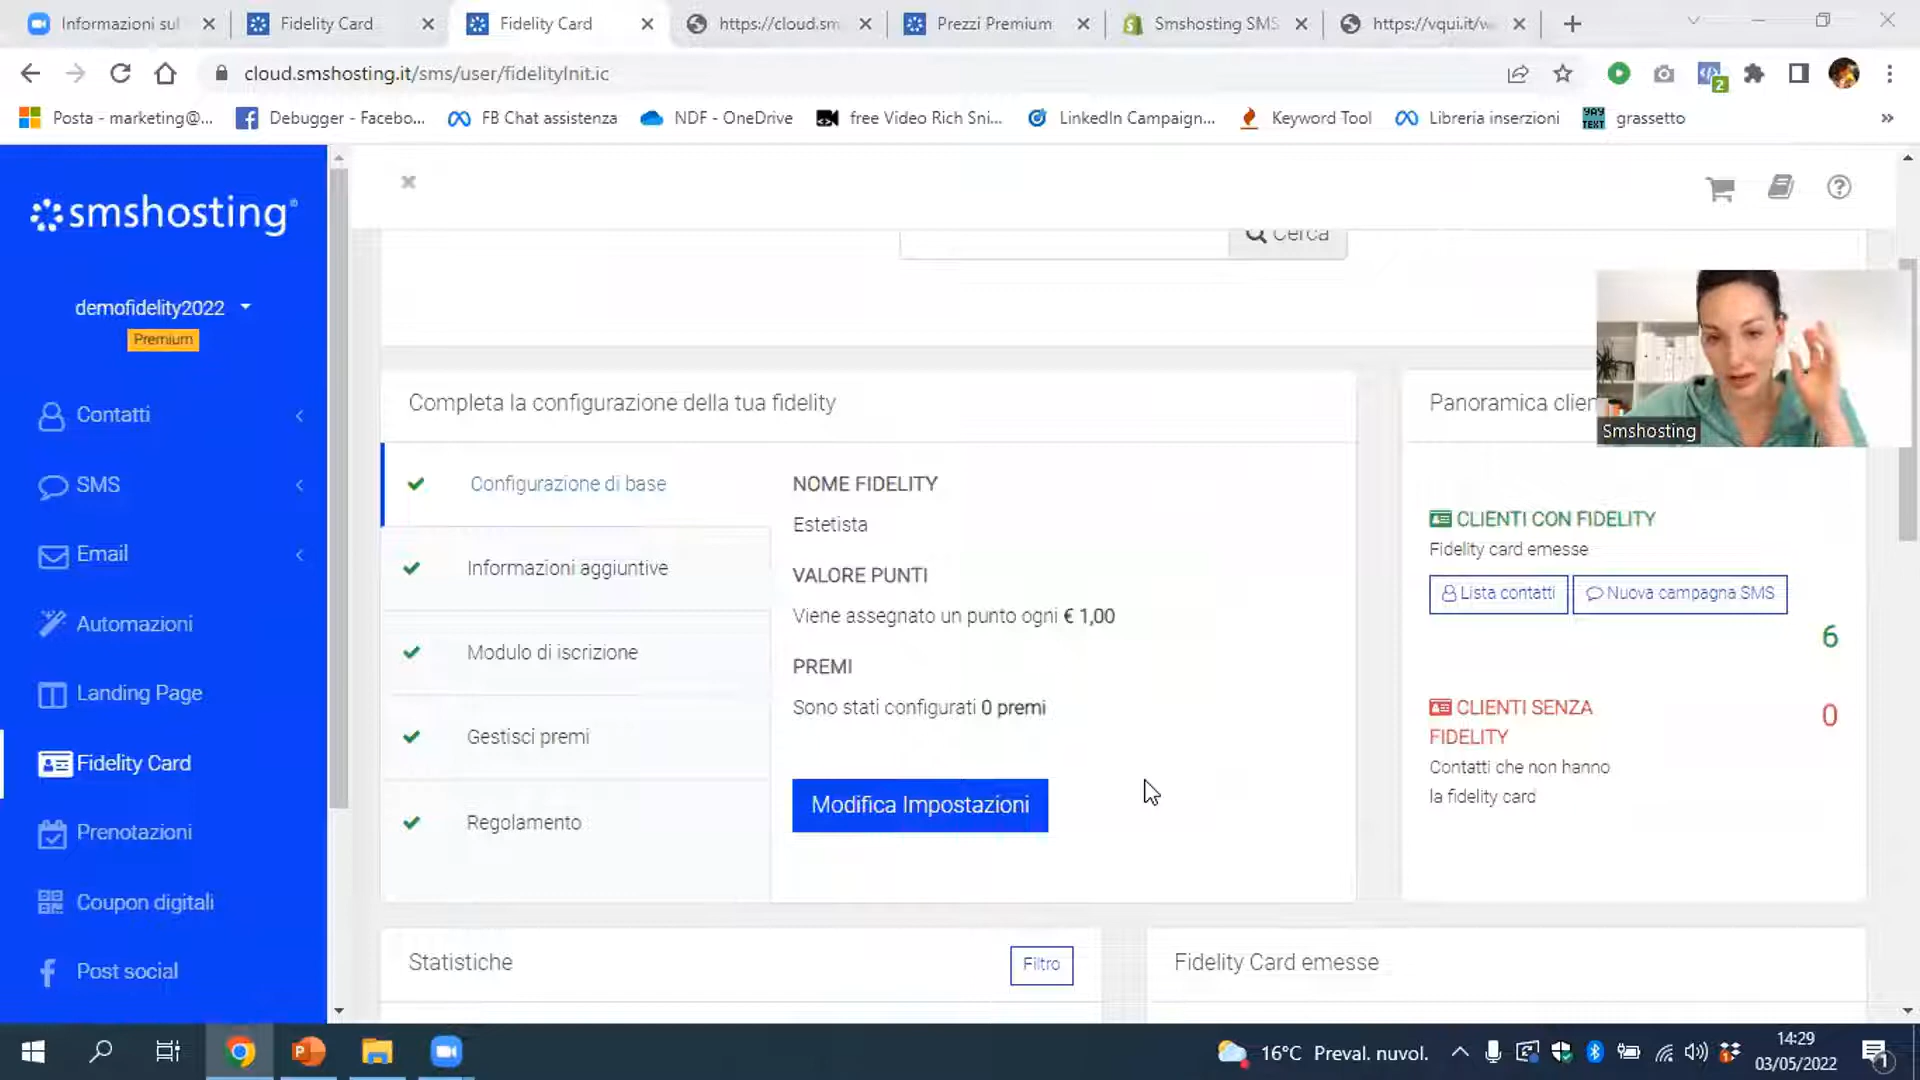 Informazioni sul
Fidelity Card
Fidelity Card
https://cloud.sm
Prezzi Premium
Smshosting SMS
https://vqui.it/w
cloud.smshosting.it/sms/user/fidelityInit.ic
2
Posta - marketing@...
Debugger - Facebo...
FB Chat assistenza
NDF - OneDrive
free Video Rich Sni...
LinkedIn Campaign...
Keyword Tool
Libreria inserzioni
YAY TEXT
grassetto
»
smshosting®
demofidelity2022
Premium
Contatti
SMS
Email
Automazioni
Landing Page
Fidelity Card
Prenotazioni
Coupon digitali
Post social
Cerca
Completa la configurazione della tua fidelity
Configurazione di base
Informazioni aggiuntive
Modulo di iscrizione
Gestisci premi
Regolamento
NOME FIDELITY
Estetista
VALORE PUNTI
Viene assegnato un punto ogni € 1,00
PREMI
Sono stati configurati 0 premi
Modifica Impostazioni
Panoramica clien
Smshosting
CLIENTI CON FIDELITY
Fidelity card emesse
Lista contatti
Nuova campagna SMS
6
CLIENTI SENZA
FIDELITY
0
Contatti che non hanno
la fidelity card
Statistiche
Filtro
Fidelity Card emesse
16°C Preval. nuvol.
14:29
03/05/2022
1